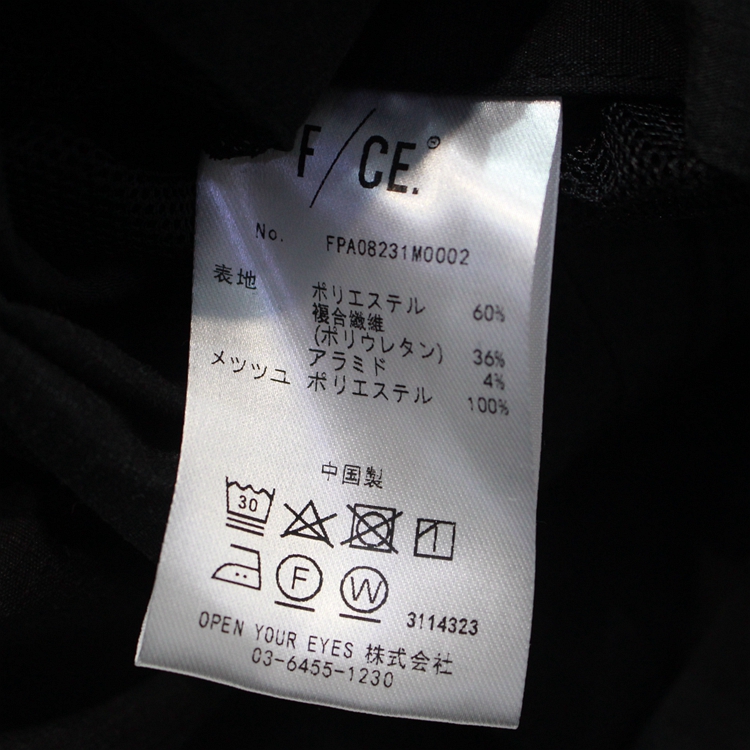 F/CE.®
No. FPA08231M0002
表地 ポリエステル 60%
複合繊維
(ポリウレタン) 36%
アラミド 4%
メッツュ ポリエステル 100%
中国製
30
F W 3114323
OPEN YOUR EYES 株式会社
03-6455-1230